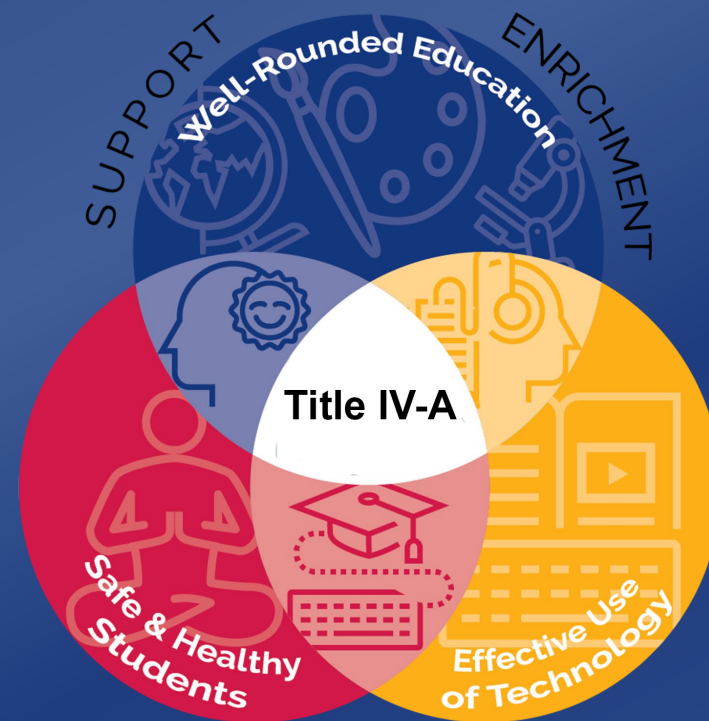 SUPPORT
ENRICHMENT
Well-Rounded Education
Title IV-A
Safe & Healthy
Students
Effective Use
of Technology